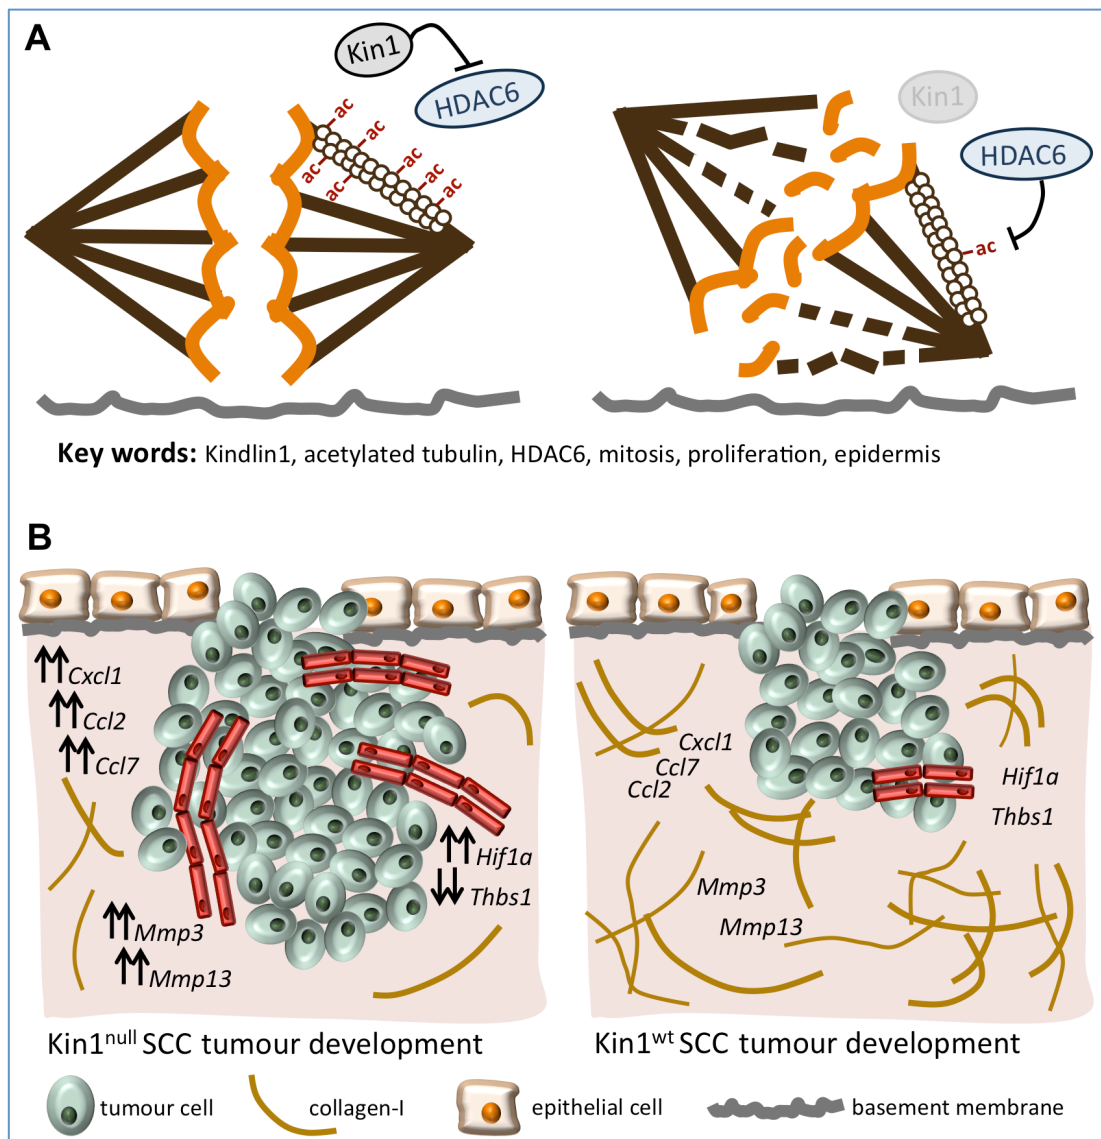 A
Kin1
HDAC6
ac
ac
ac
ac
ac
ac
ac
ac
Kin1
HDAC6
ac
Key words: Kindlin1, acetylated tubulin, HDAC6, mitosis, proliferation, epidermis
B
Cxcl1
Ccl2
Ccl7
Hif1a
Thbs1
Mmp3
Mmp13
Cxcl1
Ccl7
Ccl2
Hif1a
Thbs1
Mmp3
Mmp13
Kin1null SCC tumour development
Kin1wt SCC tumour development
tumour cell
collagen-I
epithelial cell
basement membrane